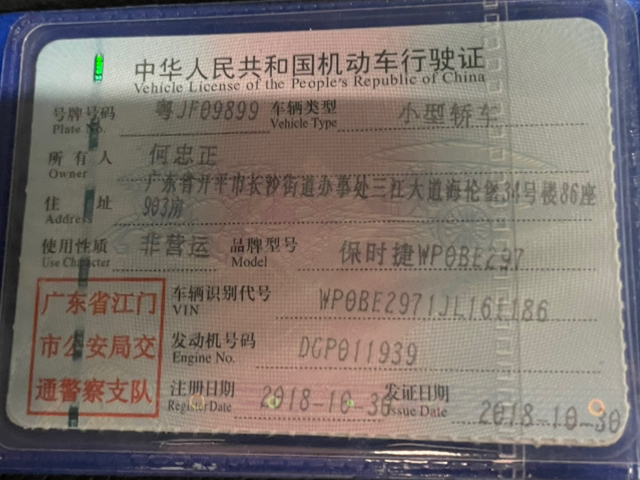 中华人民共和国机动车行驶证
Vehicle License of the People's Republic of China
号牌号码 粤JF09899 车辆类型 小型轿车
Plate No. Vehicle Type
所有人 何忠正
Owner
住址 广东省开平市长沙街道办事处三江大道海伦堡34号楼86座
Address 903房
使用性质 非营运 品牌型号 保时捷WP0BE297
Use Character Model
广东省江门
市公安局交
通警察支队
车辆识别代号 WP0BE2971JL16E186
VIN
发动机号码 DGP011939
Engine No.
注册日期 2018-10-30 发证日期 2018-10-30
Register Date Issue Date